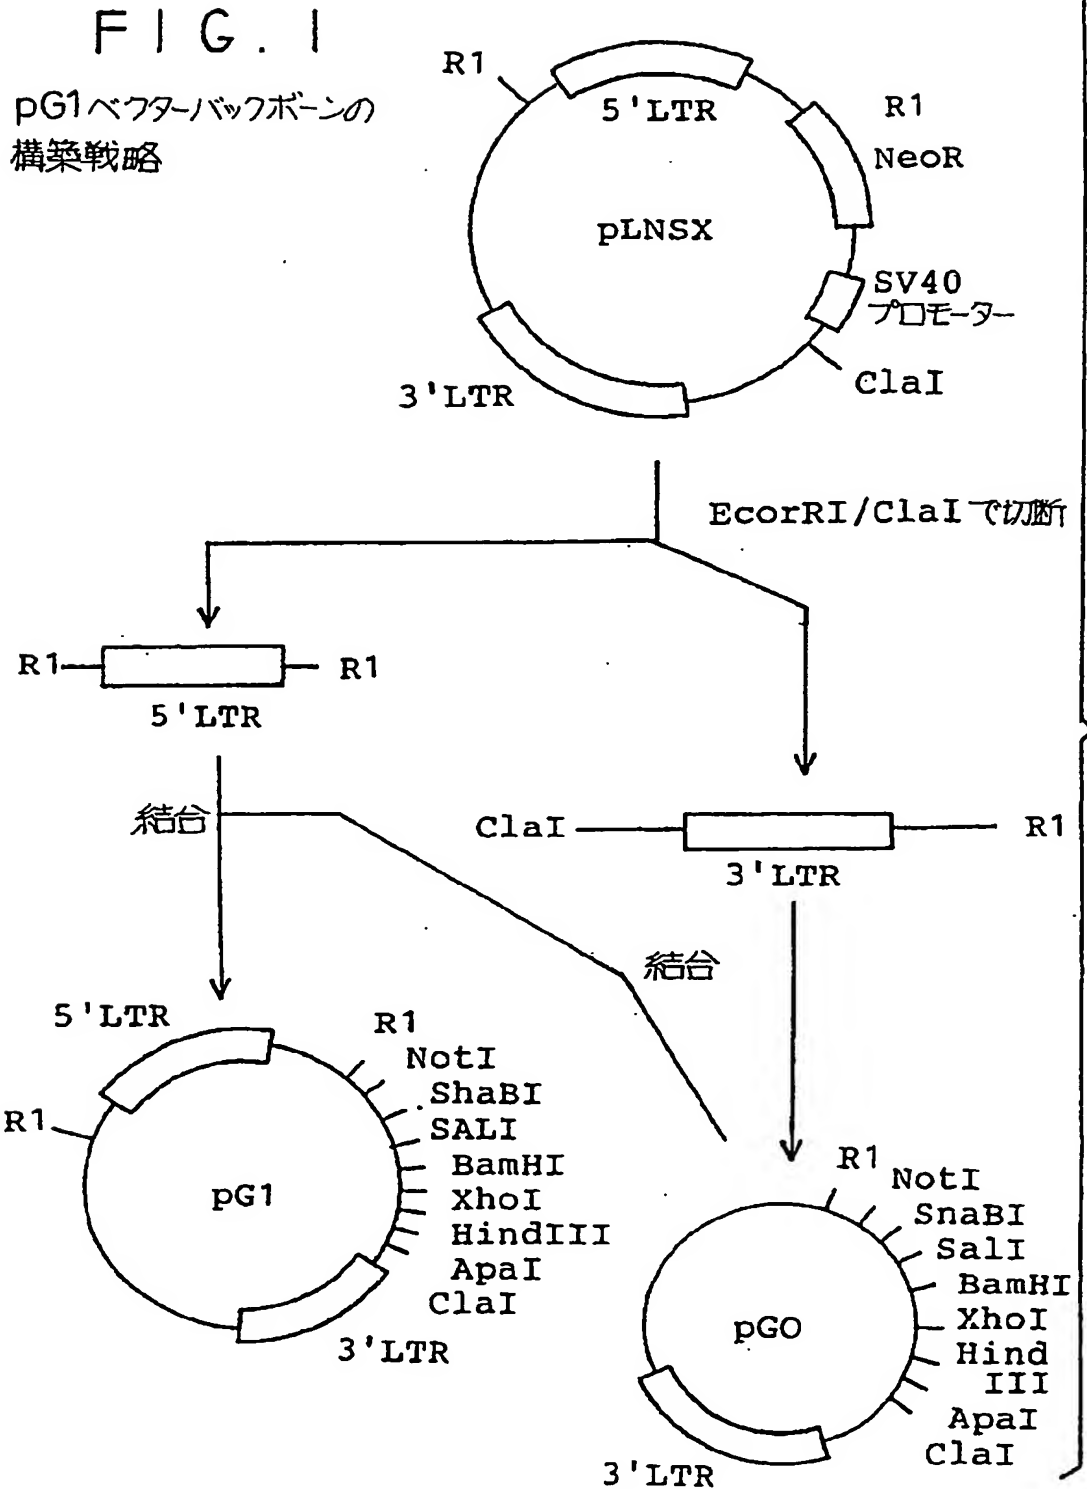 FIG. 1
pG1ベクターバックボーンの
構築戦略
R1
5'LTR
R1
NeoR
pLNSX
SV40
プロモーター
ClaI
3'LTR
EcorRI/ClaIで切断
R1
R1
5'LTR
結合
ClaI
R1
3'LTR
結合
5'LTR
R1
NotI
ShaBI
SALI
BamHI
XhoI
HindIII
ApaI
ClaI
R1
pG1
3'LTR
R1
NotI
SnaBI
SalI
BamHI
XhoI
Hind
III
ApaI
ClaI
pGO
3'LTR